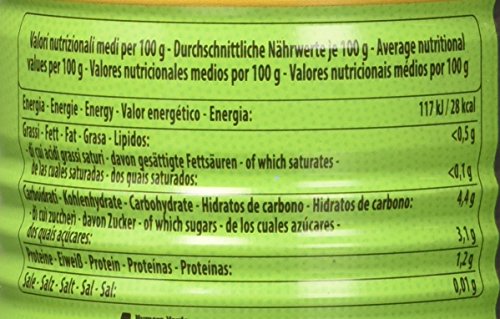 Valori nutrizionali medi per 100 g - Durchschnittliche Nährwerte je 100 g - Average nutritional
values per 100 g - Valores nutricionales medios por 100 g - Valores nutricionais médios por 100 g
Energia - Energie - Energy - Valor energético - Energia: 117 kJ / 28 kcal
Grassi - Fett - Fat - Grasa - Lipidos: <0,5 g
- di cui acidi grassi saturi - davon gesättigte Fettsäuren - of which saturates -
de las cuales saturadas - dos quais saturados: <0,1 g
Carboidrati - Kohlenhydrate - Carbohydrate - Hidratos de carbono - Hidratos de carbono: 4,4 g
- di cui zuccheri - davon Zucker - of which sugars - de los cuales azúcares -
dos quais açúcares: 3,1 g
Proteine - Eiweiß - Protein - Proteínas - Proteínas: 1,2 g
Sale - Salz - Salt - Sal - Sal: 0,01 g